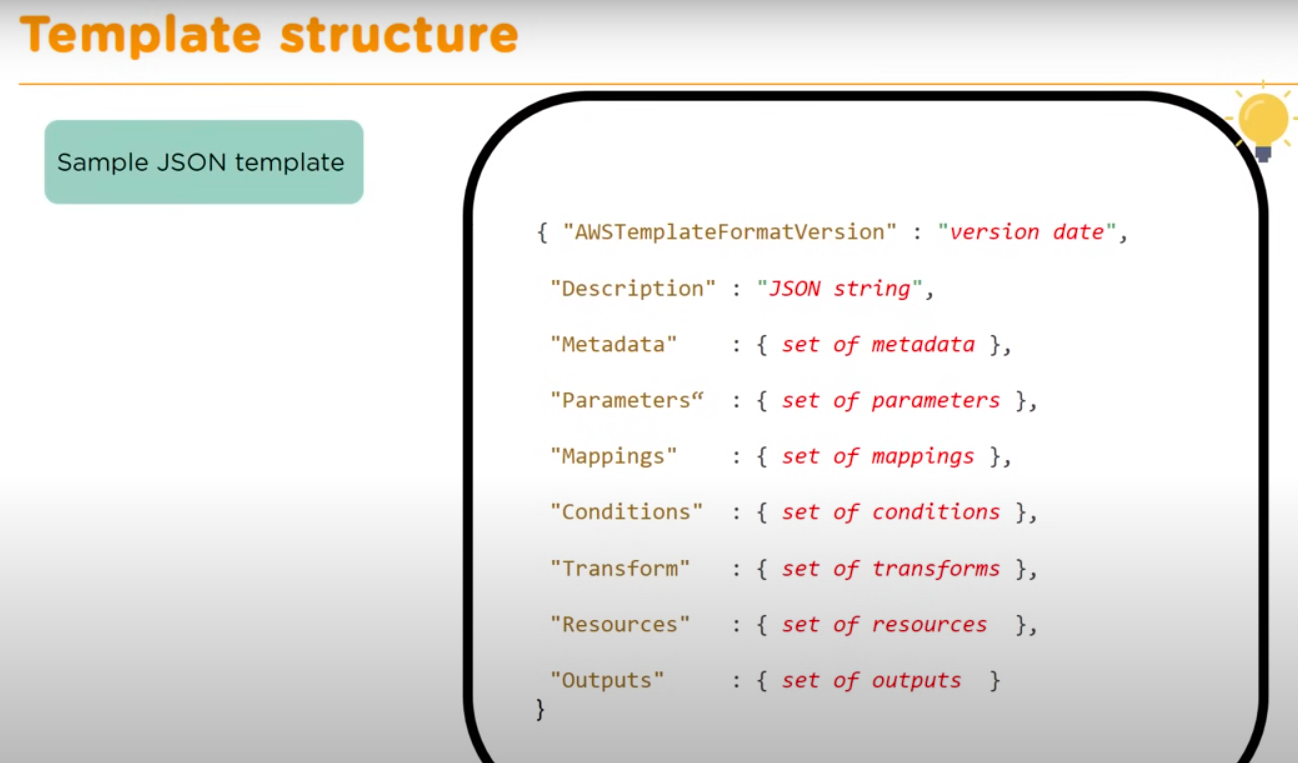 Template structure
Sample JSON template
{ "AWSTemplateFormatVersion" : "version date",
"Description" : "JSON string",
"Metadata" : { set of metadata },
"Parameters“ : { set of parameters },
"Mappings" : { set of mappings },
"Conditions" : { set of conditions },
"Transform" : { set of transforms },
"Resources" : { set of resources },
"Outputs" : { set of outputs }
}